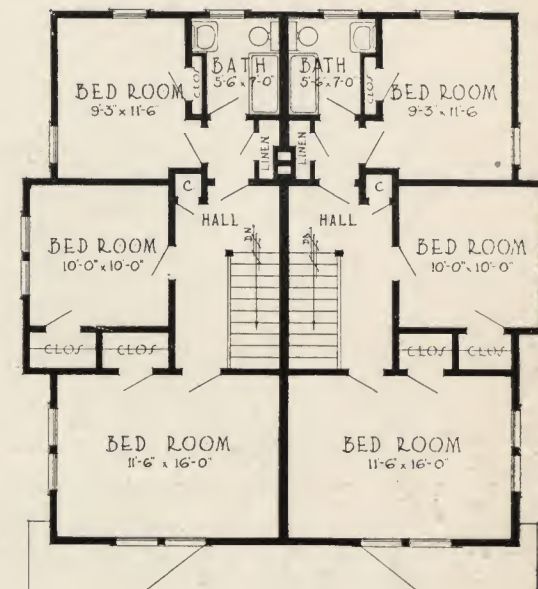 BATH
5'-6" x 7'-0"
BATH
5'-6" x 7'-0"
BED ROOM
9'-3" x 11'-6"
CLOS
CLOS
BED ROOM
9'-3" x 11'-6"
LINEN
LINEN
C
C
HALL
HALL
DN
DN
BED ROOM
10'-0" x 10'-0"
BED ROOM
10'-0" x 10'-0"
CLOS
CLOS
CLOS
CLOS
BED ROOM
11'-6" x 16'-0"
BED ROOM
11'-6" x 16'-0"